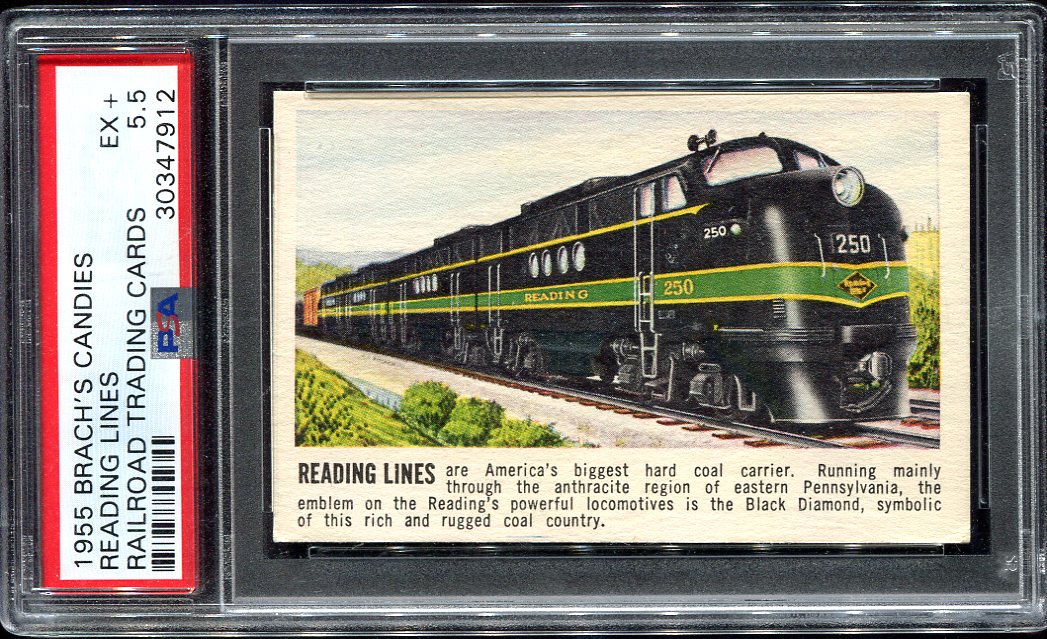 1955 BRACH'S CANDIES
READING LINES
RAILROAD TRADING CARDS
EX +
5.5
30347912
PSA
250
250
READING
250
READING LINES are America's biggest hard coal carrier. Running mainly
through the anthracite region of eastern Pennsylvania, the
emblem on the Reading's powerful locomotives is the Black Diamond, symbolic
of this rich and rugged coal country.